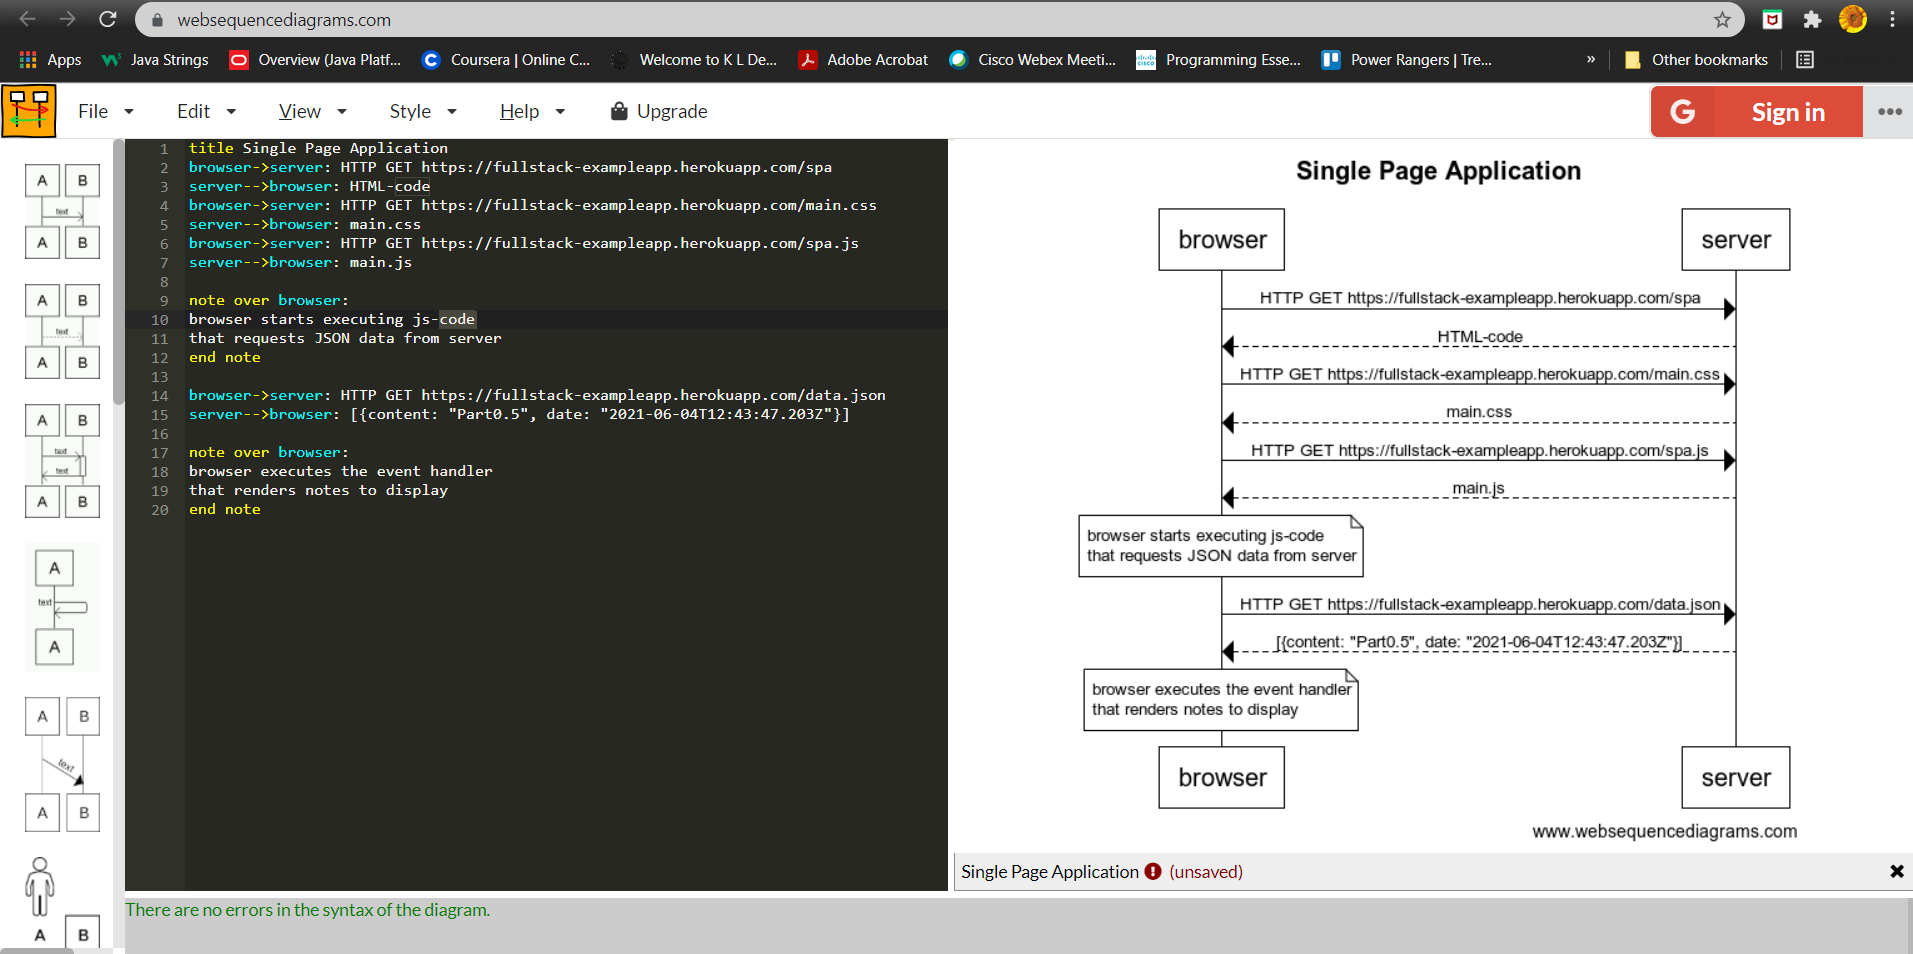 websequencediagrams.com
Apps
Java Strings
Overview (Java Platf...
Coursera | Online C...
Welcome to K L De...
Adobe Acrobat
Cisco Webex Meeti...
Programming Esse...
Power Rangers | Tre...
»
Other bookmarks
File
Edit
View
Style
Help
Upgrade
G
Sign in
A B
text
A B
A B
text
A B
A B
text
text
A B
A
text
A
A B
text
A B
A B
1 title Single Page Application
2 browser->server: HTTP GET https://fullstack-exampleapp.herokuapp.com/spa
3 server-->browser: HTML-code
4 browser->server: HTTP GET https://fullstack-exampleapp.herokuapp.com/main.css
5 server-->browser: main.css
6 browser->server: HTTP GET https://fullstack-exampleapp.herokuapp.com/spa.js
7 server-->browser: main.js
8
9 note over browser:
10 browser starts executing js-code
11 that requests JSON data from server
12 end note
13
14 browser->server: HTTP GET https://fullstack-exampleapp.herokuapp.com/data.json
15 server-->browser: [{content: "Part0.5", date: "2021-06-04T12:43:47.203Z"}]
16
17 note over browser:
18 browser executes the event handler
19 that renders notes to display
20 end note
Single Page Application
browser
server
HTTP GET https://fullstack-exampleapp.herokuapp.com/spa
HTML-code
HTTP GET https://fullstack-exampleapp.herokuapp.com/main.css
main.css
HTTP GET https://fullstack-exampleapp.herokuapp.com/spa.js
main.js
browser starts executing js-code
that requests JSON data from server
HTTP GET https://fullstack-exampleapp.herokuapp.com/data.json
[{content: "Part0.5", date: "2021-06-04T12:43:47.203Z"}]
browser executes the event handler
that renders notes to display
browser
server
www.websequencediagrams.com
Single Page Application (unsaved)
There are no errors in the syntax of the diagram.